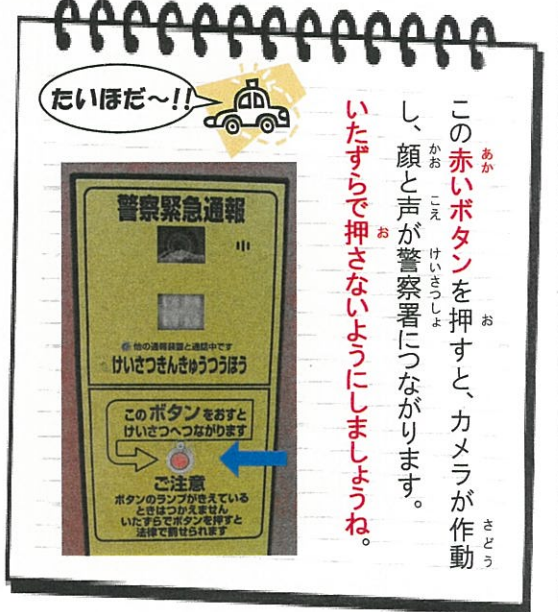 この赤いボタンを押すと、カメラが作動
し、顔と声が警察署につながります。
いたずらで押さないようにしましょうね。
たいほだ～!!
警察緊急通報
他の通報装置と通話中です
けいさつきんきゅうつうほう
このボタンをおすと
けいさつへつながります
ご注意
ボタンのランプがきえている
ときはつかえません
いたずらでボタンを押すと
法律で罰せられます